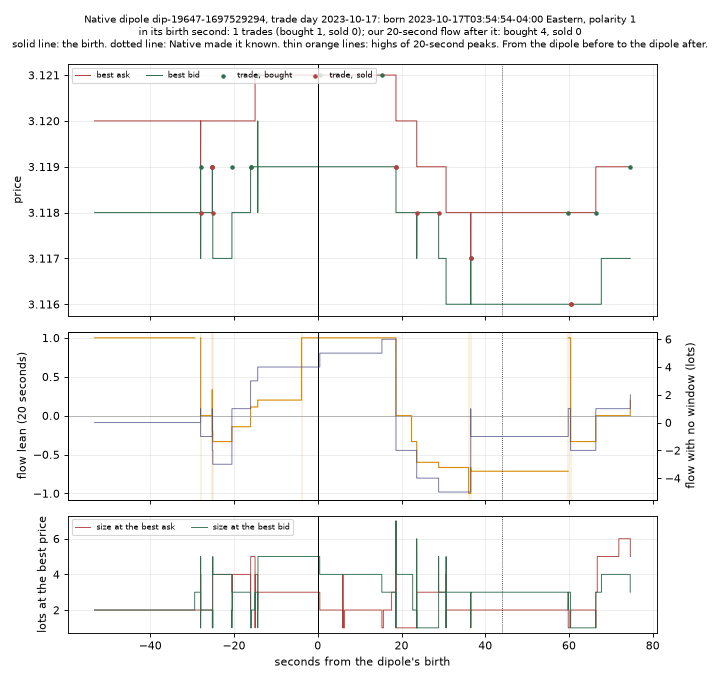 Native dipole dip-19647-1697529294, trade day 2023-10-17: born 2023-10-17T03:54:54-04:00 Eastern, polarity 1
in its birth second: 1 trades (bought 1, sold 0); our 20-second flow after it: bought 4, sold 0
solid line: the birth. dotted line: Native made it known. thin orange lines: highs of 20-second peaks. From the dipole before to the dipole after.
best ask
best bid
trade, bought
trade, sold
3.121
3.120
3.119
3.118
3.117
3.116
price
1.0
0.5
0.0
−0.5
−1.0
flow lean (20 seconds)
6
4
2
0
−2
−4
flow with no window (lots)
size at the best ask
size at the best bid
6
4
2
lots at the best price
−40
−20
0
20
40
60
80
seconds from the dipole's birth